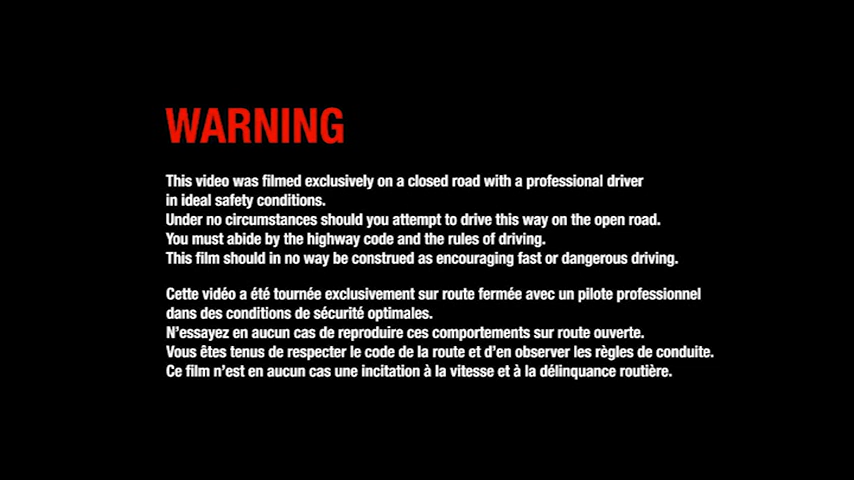 WARNING
This video was filmed exclusively on a closed road with a professional driver
in ideal safety conditions.
Under no circumstances should you attempt to drive this way on the open road.
You must abide by the highway code and the rules of driving.
This film should in no way be construed as encouraging fast or dangerous driving.
Cette vidéo a été tournée exclusivement sur route fermée avec un pilote professionnel
dans des conditions de sécurité optimales.
N'essayez en aucun cas de reproduire ces comportements sur route ouverte.
Vous êtes tenus de respecter le code de la route et d'en observer les règles de conduite.
Ce film n'est en aucun cas une incitation à la vitesse et à la délinquance routière.